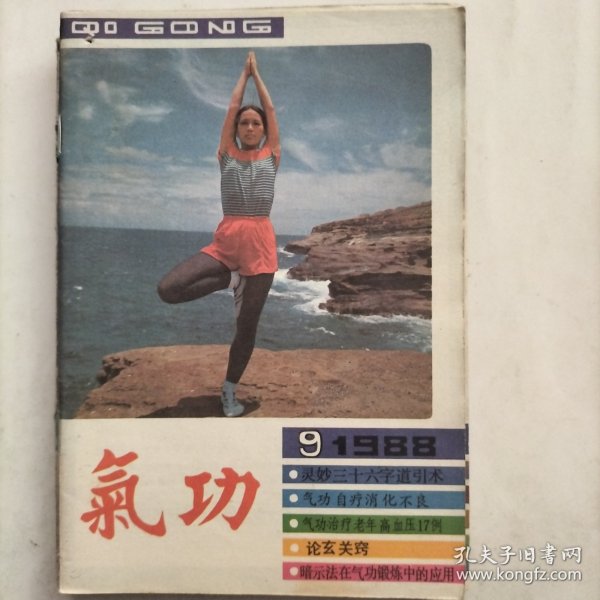 QI GONG
9 1988
灵妙三十六字道引术
气功自疗消化不良
气功治疗老年高血压17例
论玄关窍
暗示法在气功锻炼中的应用
氣功
孔夫子旧书网
www.kongfz.com